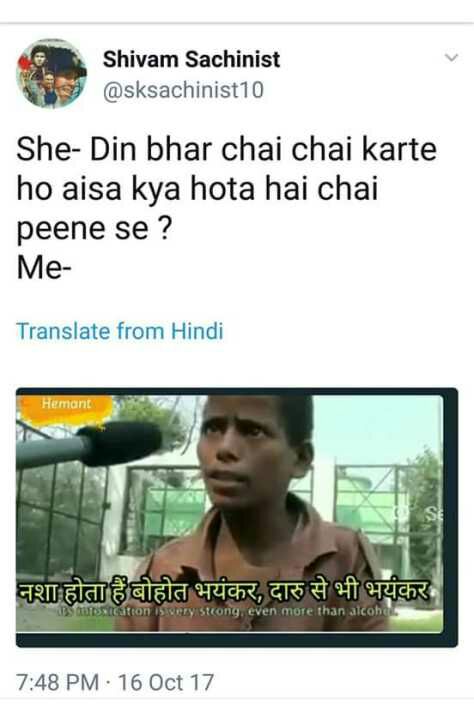 Shivam Sachinist
@sksachinist10
She- Din bhar chai chai karte
ho aisa kya hota hai chai
peene se ?
Me-
Translate from Hindi
Hemant
Se
नशा होता हैं बोहोत भयंकर, दारु से भी भयंकर
its intoxication is very strong, even more than alcohol
7:48 PM · 16 Oct 17